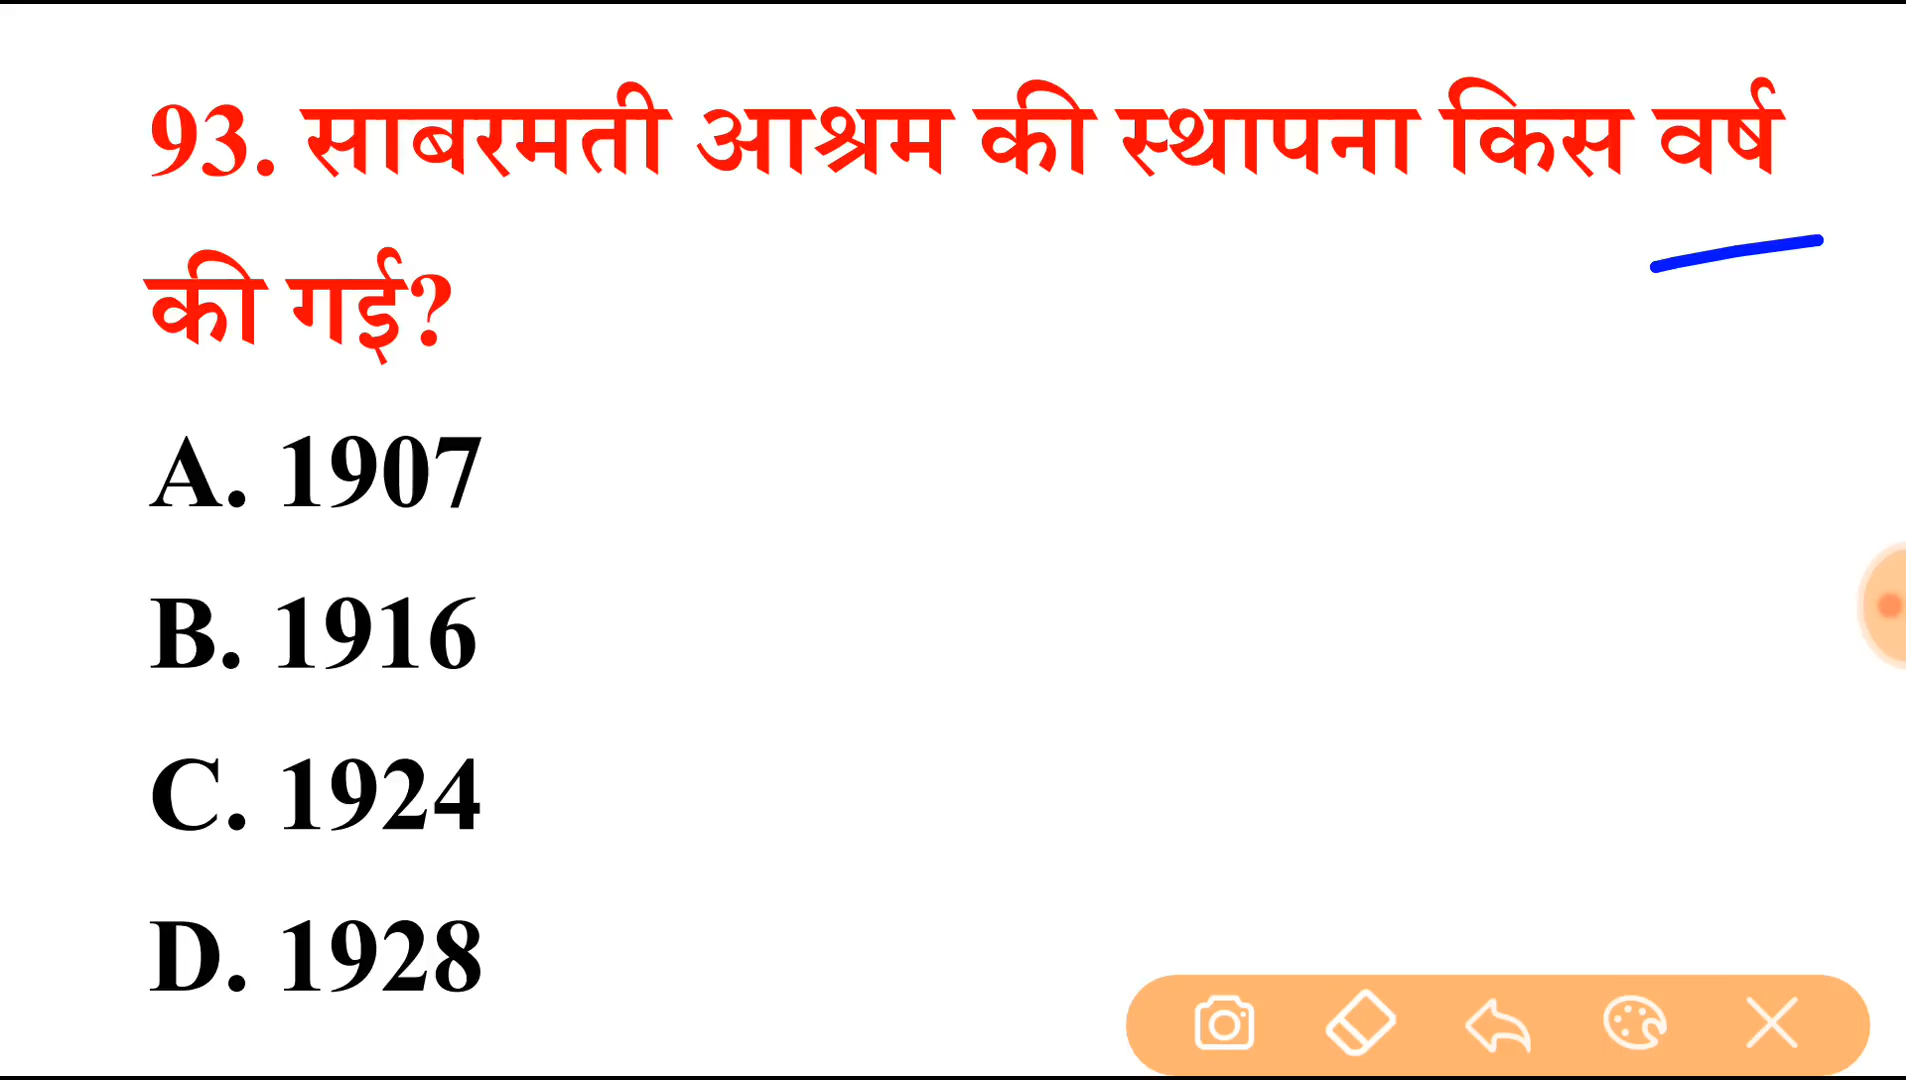 93. साबरमती आश्रम की स्थापना किस वर्ष
की गई?
A. 1907
B. 1916
C. 1924
D. 1928